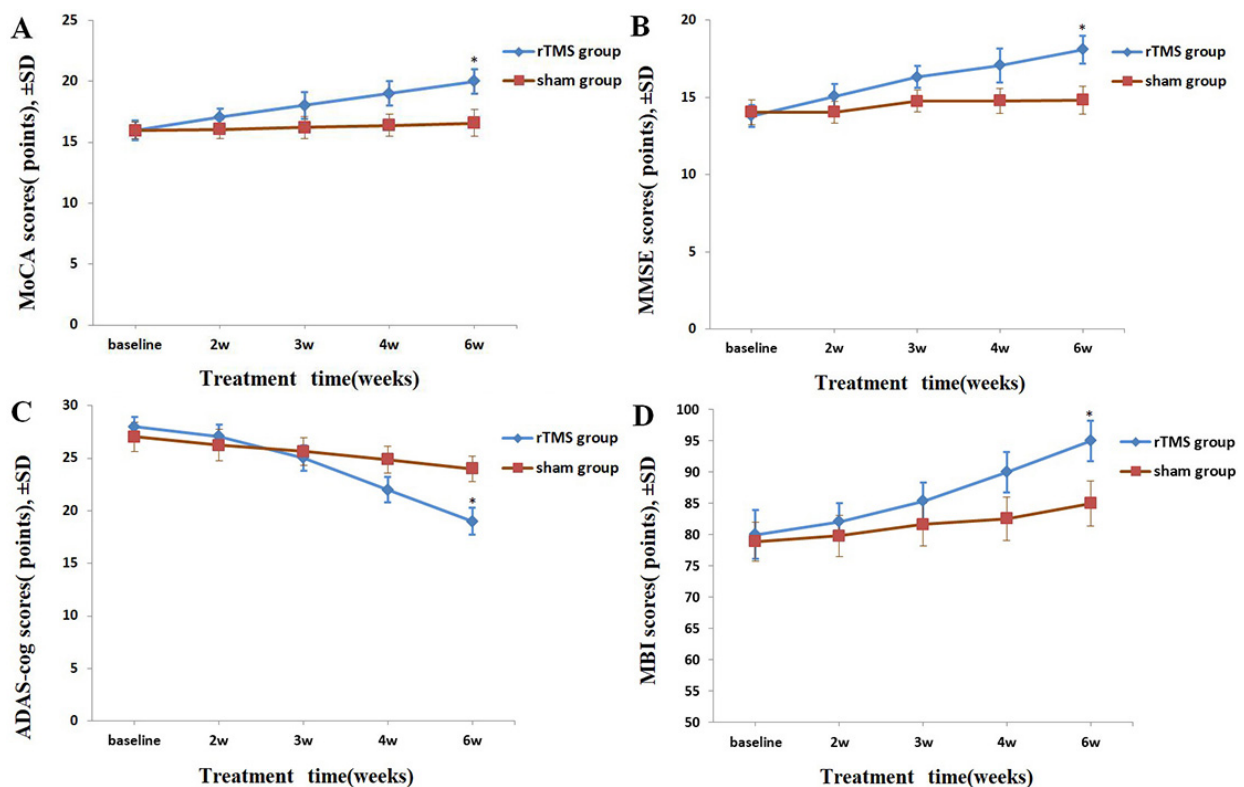 A
MoCA scores( points), ±SD
25
20
15
10
5
0
*
rTMS group
sham group
baseline 2w 3w 4w 6w
Treatment time(weeks)
B
MMSE scores( points), ±SD
20
15
10
5
0
*
rTMS group
sham group
baseline 2w 3w 4w 6w
Treatment time(weeks)
C
ADAS-cog scores( points), ±SD
30
25
20
15
10
5
0
*
rTMS group
sham group
baseline 2w 3w 4w 6w
Treatment time(weeks)
D
MBI scores( points), ±SD
100
95
90
85
80
75
70
65
60
55
50
*
rTMS group
sham group
baseline 2w 3w 4w 6w
Treatment time(weeks)